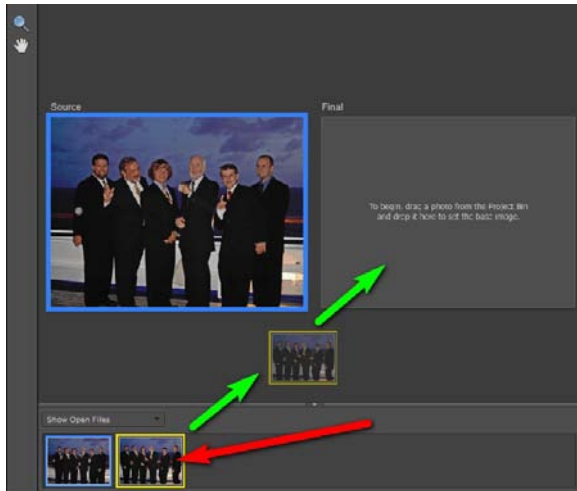 Source
Final
To begin, drag a photo from the Project Bin
and drop it here to set the base image.
Show Open Files